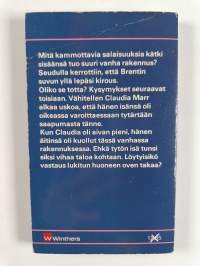 Mitä kammottavia salaisuuksia kätki
sisäänsä tuo suuri vanha rakennus?
Seudulla kerrottiin, että Brantin
suvun yllä lepäsi kirous.
Oliko se totta? Kysymykset seuraavat
toisiaan. Vähitellen Claudia Marr
alkaa uskoa, että hänen isänsä oli
oikeassa varoittaessaan tytärtään
saapumasta tänne.
Kun Claudia oli aivan pieni, hänen
äitinsä oli kuollut tässä vanhassa
rakennuksessa. Ehkä tyttö isä tunsi
siksi vihaa taloo kohtaan. Löytyisikö
vastaus lukitun huoneen oven takaa?
Winthers